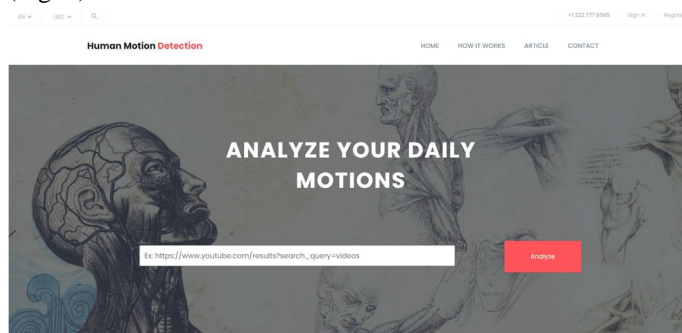 EN USD +1 222 777 6565 Sign In
Human Motion Detection HOME HOW IT WORKS ARTICLE CONTACT
ANALYZE YOUR DAILY
MOTIONS
Ex: https://www.youtube.com/results?search_query=videos Analyze